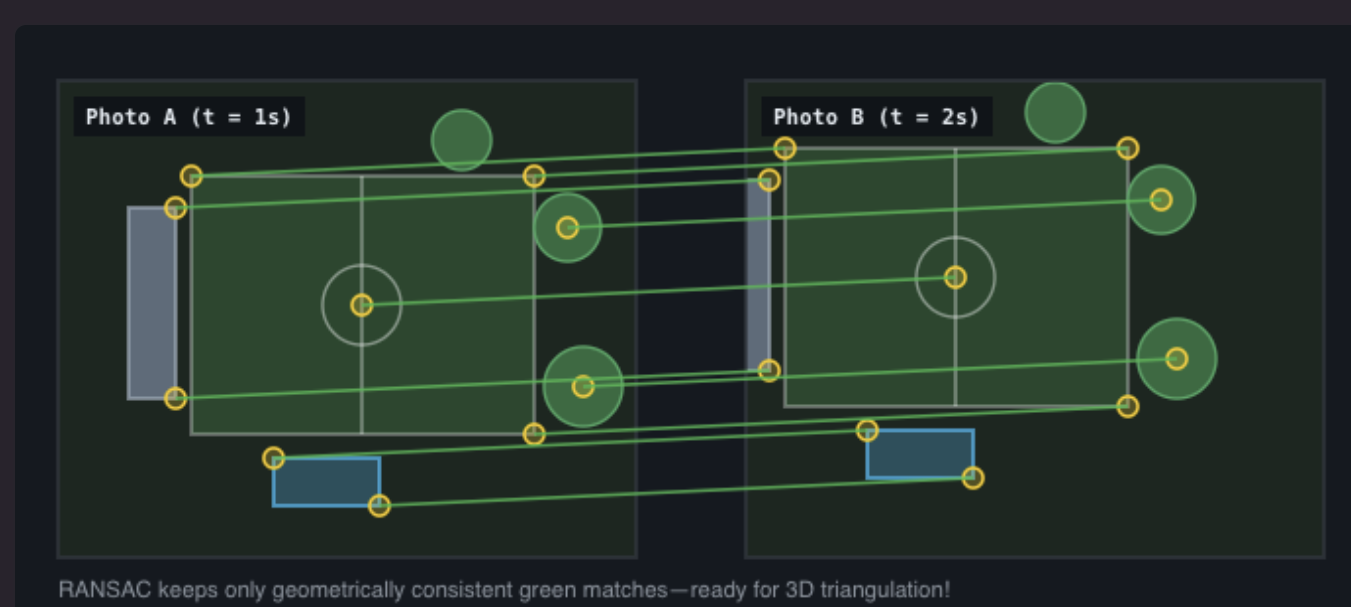 Photo A (t = 1s)
Photo B (t = 2s)
RANSAC keeps only geometrically consistent green matches—ready for 3D triangulation!